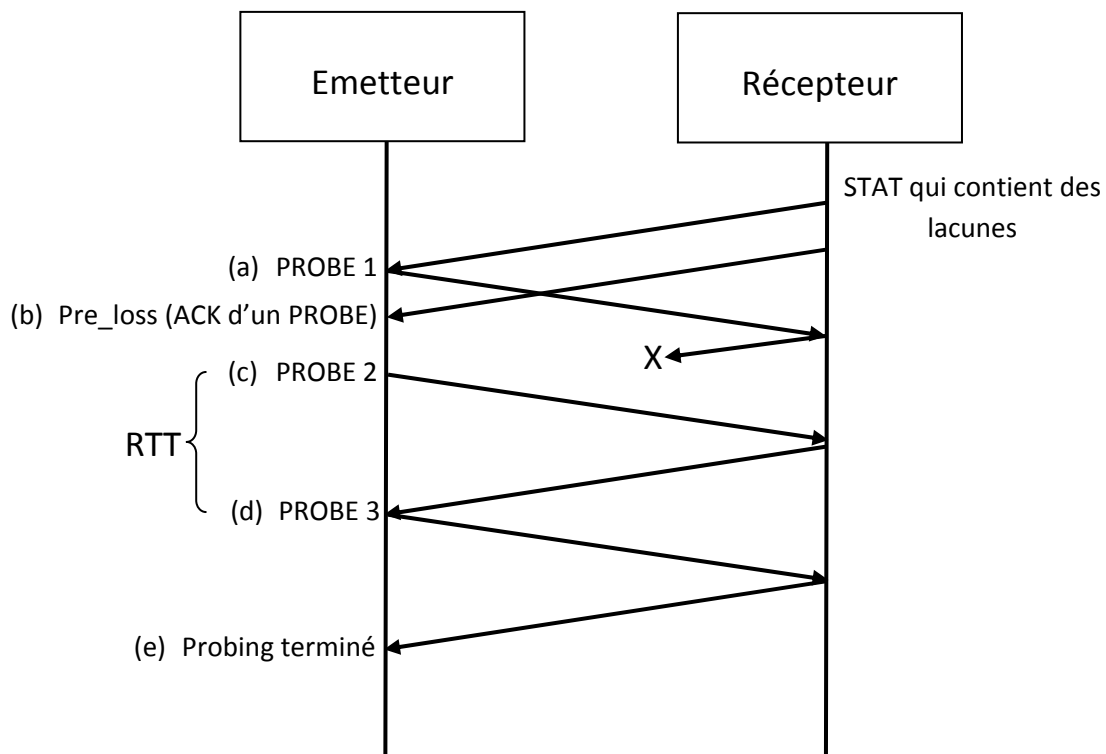 Emetteur
Récepteur
STAT qui contient des
lacunes
(a) PROBE 1
(b) Pre_loss (ACK d’un PROBE)
X
(c) PROBE 2
RTT
(d) PROBE 3
(e) Probing terminé